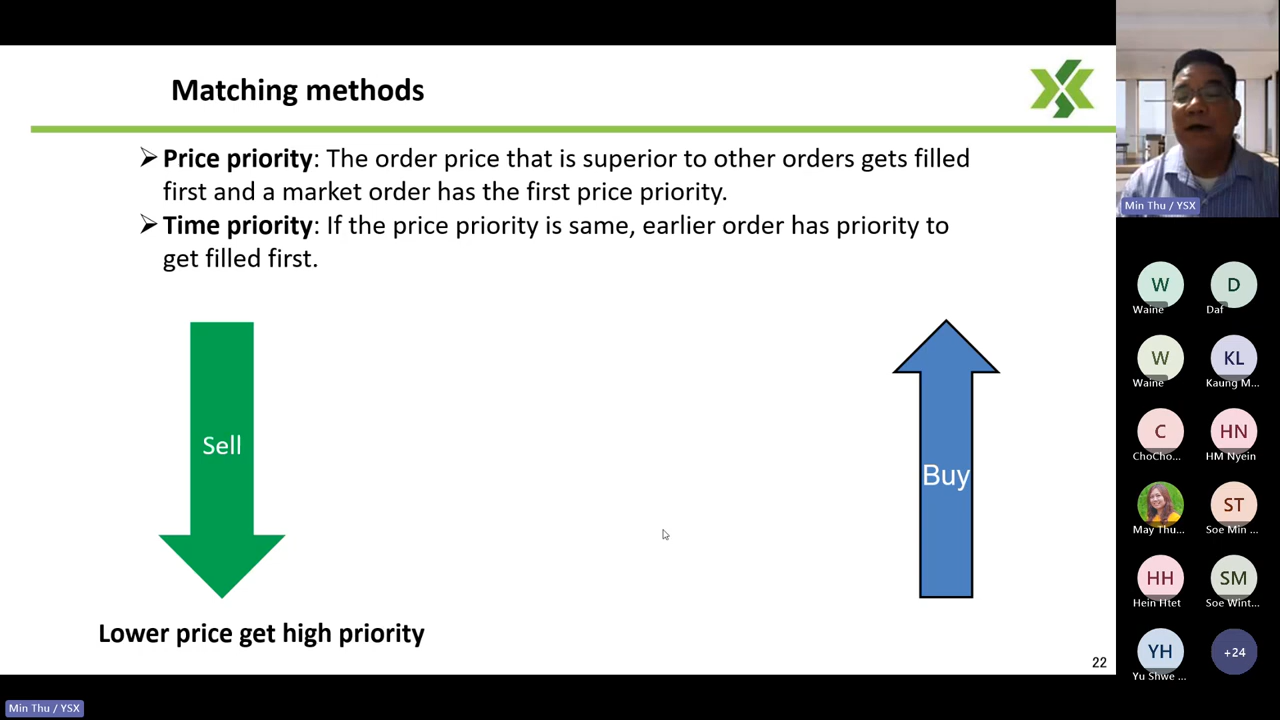 Matching methods
➢ Price priority: The order price that is superior to other orders gets filled
first and a market order has the first price priority.
➢ Time priority: If the price priority is same, earlier order has priority to
get filled first.
Sell
Buy
Lower price get high priority
22
Min Thu / YSX
Min Thu / YSX
W
D
Waine
Daf
W
KL
Waine
Kaung M...
C
HN
ChoCho...
HM Nyein
ST
May Thu...
Soe Min ...
HH
SM
Hein Htet
Soe Wint...
YH
+24
Yu Shwe ...